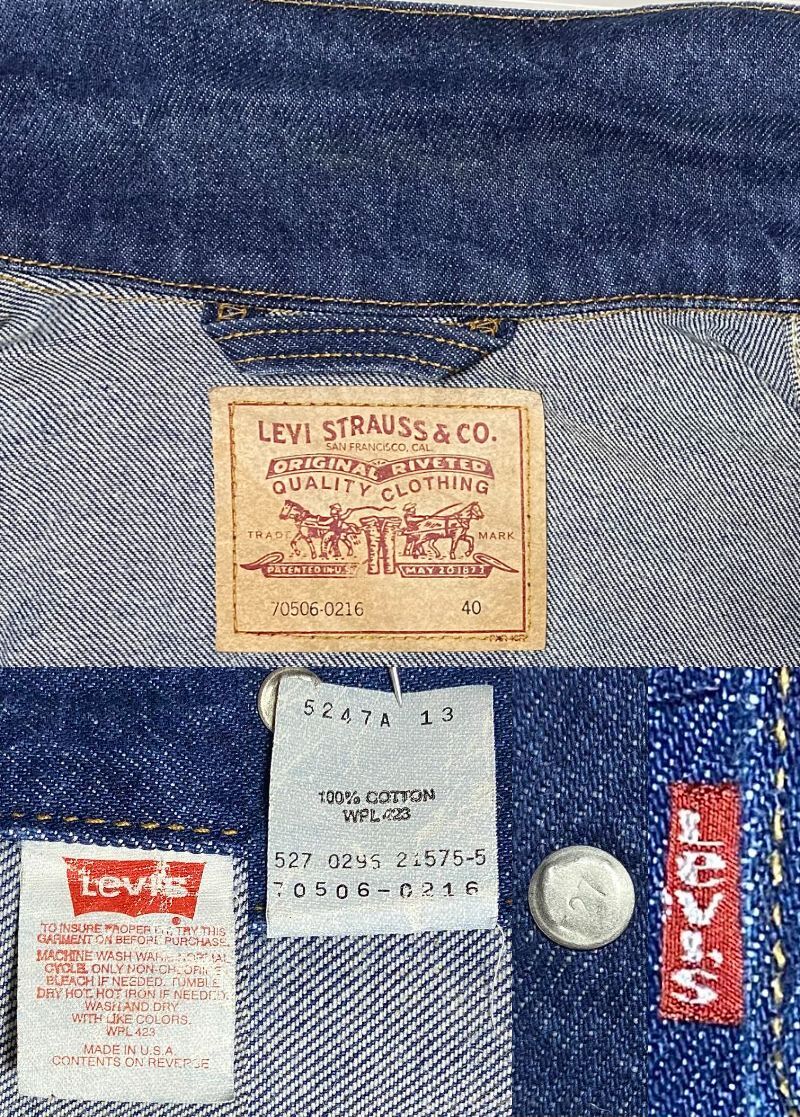 LEVI STRAUSS & CO.
SAN FRANCISCO, CAL.
ORIGINAL RIVETED
QUALITY CLOTHING
TRADE MARK
PATENTED IN U.S. MAY 20 1873
70506-0216 40
5247A 13
100% COTTON
WPL 423
527 0296 21575-5
70506-0216
Levi's
TO INSURE PROPER FIT, TRY THIS
GARMENT ON BEFORE PURCHASE.
MACHINE WASH WARM, NORMAL
CYCLE. ONLY NON-CHLORINE
BLEACH IF NEEDED. TUMBLE
DRY HOT. HOT IRON IF NEEDED.
WASH AND DRY
WITH LIKE COLORS.
WPL 423
MADE IN U.S.A.
CONTENTS ON REVERSE
LEVI'S